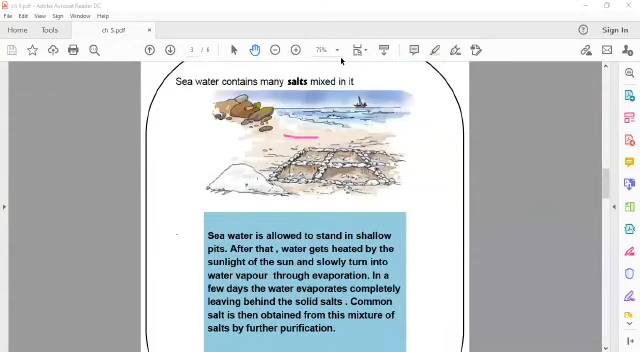 ch 5.pdf - Adobe Acrobat Reader DC
File Edit View Sign Window Help
Home Tools ch 5.pdf × Sign In
3 / 6 75%
Sea water contains many salts mixed in it
Sea water is allowed to stand in shallow
pits. After that , water gets heated by the
sunlight of the sun and slowly turn into
water vapour through evaporation. In a
few days the water evaporates completely
leaving behind the solid salts . Common
salt is then obtained from this mixture of
salts by further purification.